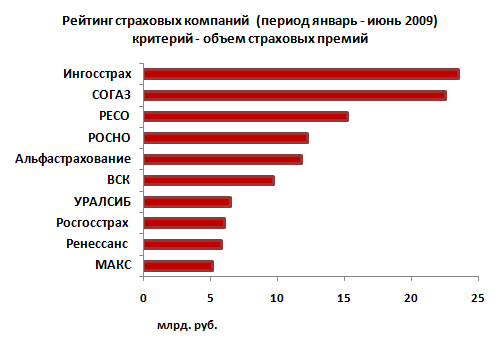 Рейтинг страховых компаний (период январь - июнь 2009)
критерий - объем страховых премий
Ингосстрах
СОГАЗ
РЕСО
РОСНО
Альфастрахование
ВСК
УРАЛСИБ
Росгосстрах
Ренессанс
МАКС
0 5 10 15 20 25
млрд. руб.